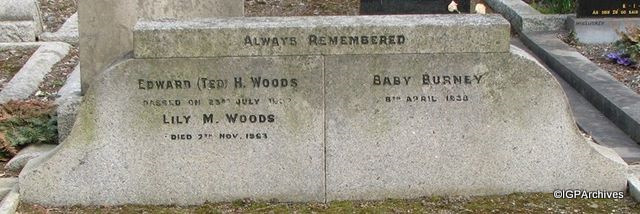 Always Remembered
Edward (Ted) H. Woods
passed on 23rd July
Lily M. Woods
Died 7th Nov. 1963
Baby Burney
8th April 1938
©IGPArchives